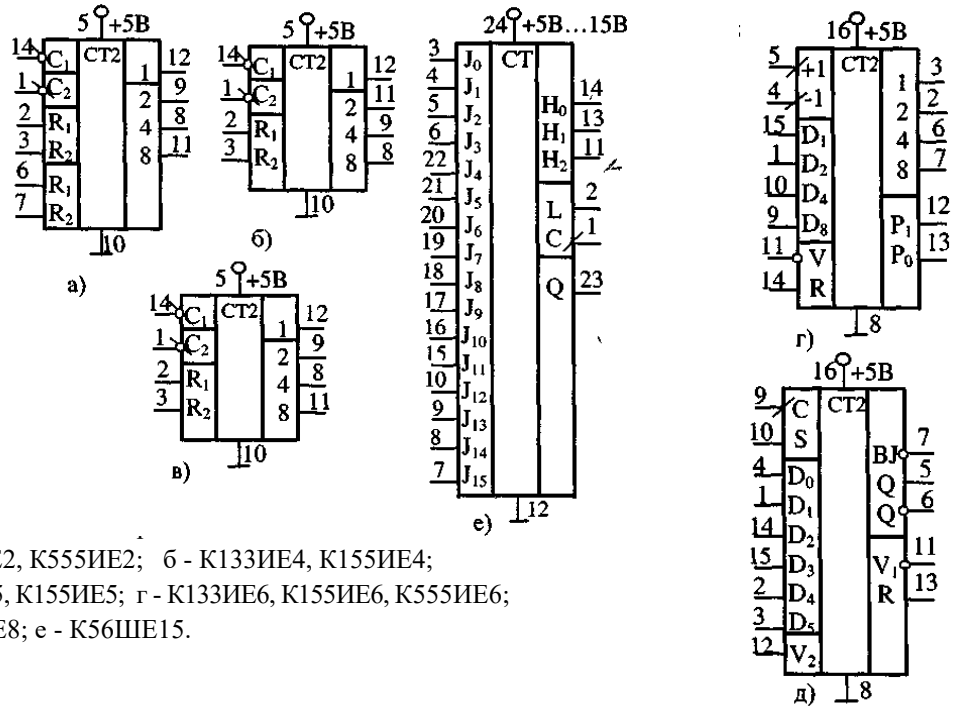 5 +5В
14 C₁ CT2 1 12
1 C₂ 2 9
2 R₁ 4 8
3 R₂ 8 11
6 R₁
7 R₂
10
а)
5 +5В
14 C₁ CT2 1 12
1 C₂ 2 11
2 R₁ 4 9
3 R₂ 8 8
10
б)
5 +5В
14 C₁ CT2 1 12
1 C₂ 2 9
2 R₁ 4 8
3 R₂ 8 11
10
в)
24 +5В...15В
3 J₀ CT
4 J₁ H₀ 14
5 J₂ H₁ 13
6 J₃ H₂ 11
22 J₄
21 J₅ L 2
20 J₆ C 1
19 J₇
18 J₈ Q 23
17 J₉
16 J₁₀
15 J₁₁
10 J₁₂
9 J₁₃
8 J₁₄
7 J₁₅
12
е)
16 +5В
5 +1 CT2 1 3
4 -1 2 2
15 D₁ 4 6
1 D₂ 8 7
10 D₄ P₁ 12
9 D₈ P₀ 13
11 V
14 R
8
г)
16 +5В
9 C CT2
10 S BJ 7
4 D₀ Q 5
1 D₁ Q 6
14 D₂ V₁ 11
15 D₃ R 13
2 D₄
3 D₅
12 V₂
8
д)
Е2, К555ИЕ2; б - К133ИЕ4, К155ИЕ4;
5, К155ИЕ5; г - К133ИЕ6, К155ИЕ6, К555ИЕ6;
Е8; е - К56ШЕ15.